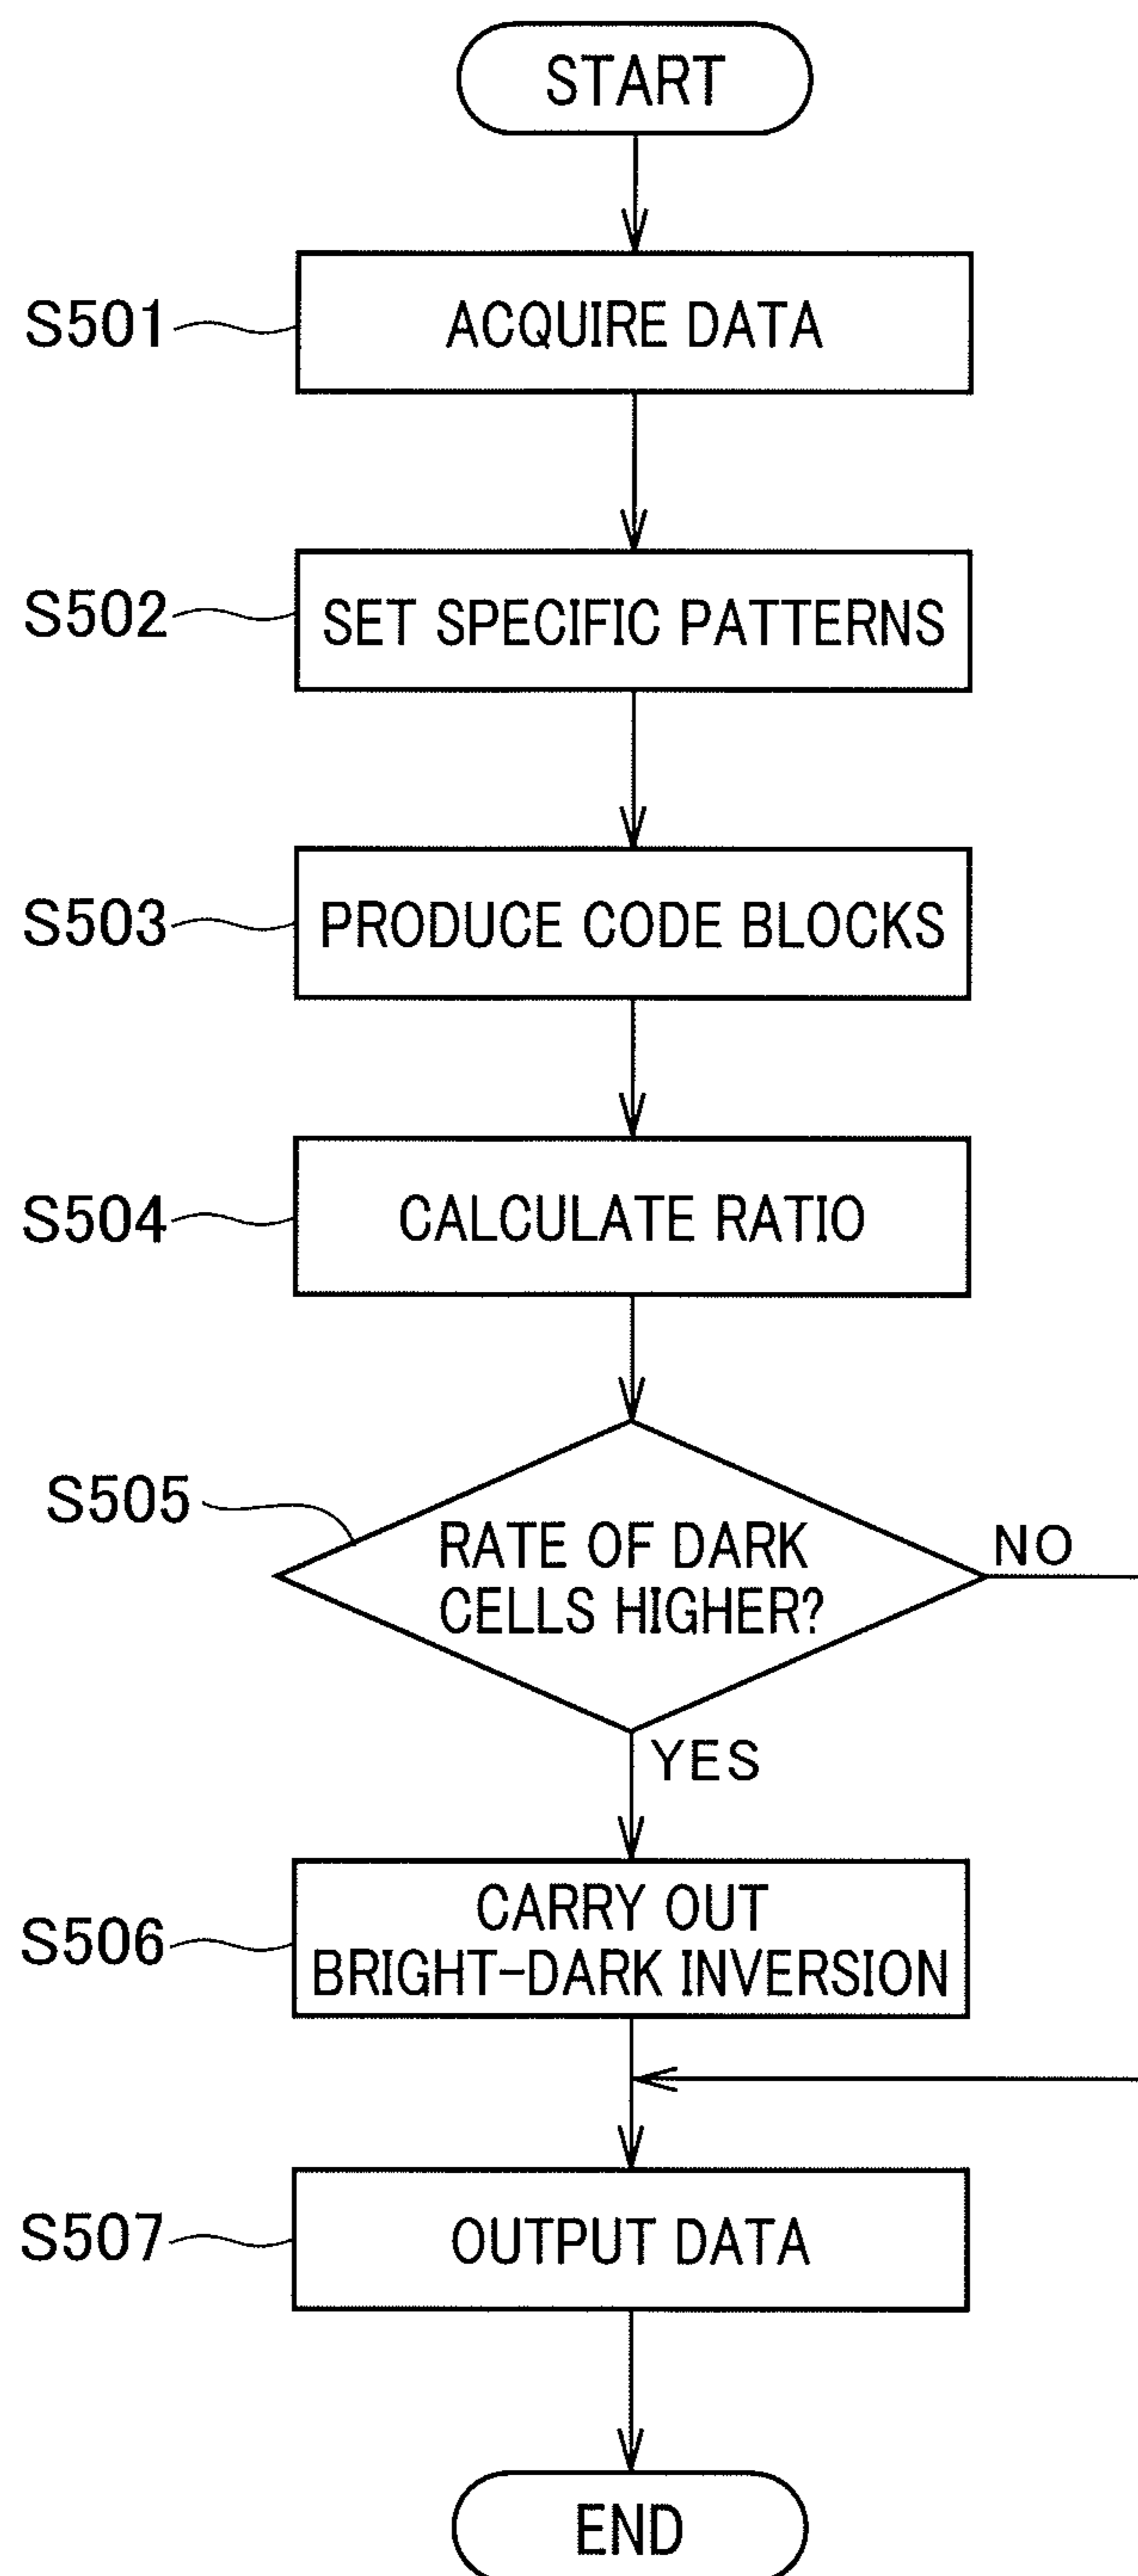 START
S501
ACQUIRE DATA
S502
SET SPECIFIC PATTERNS
S503
PRODUCE CODE BLOCKS
S504
CALCULATE RATIO
S505
RATE OF DARK
CELLS HIGHER?
NO
YES
S506
CARRY OUT
BRIGHT-DARK INVERSION
S507
OUTPUT DATA
END